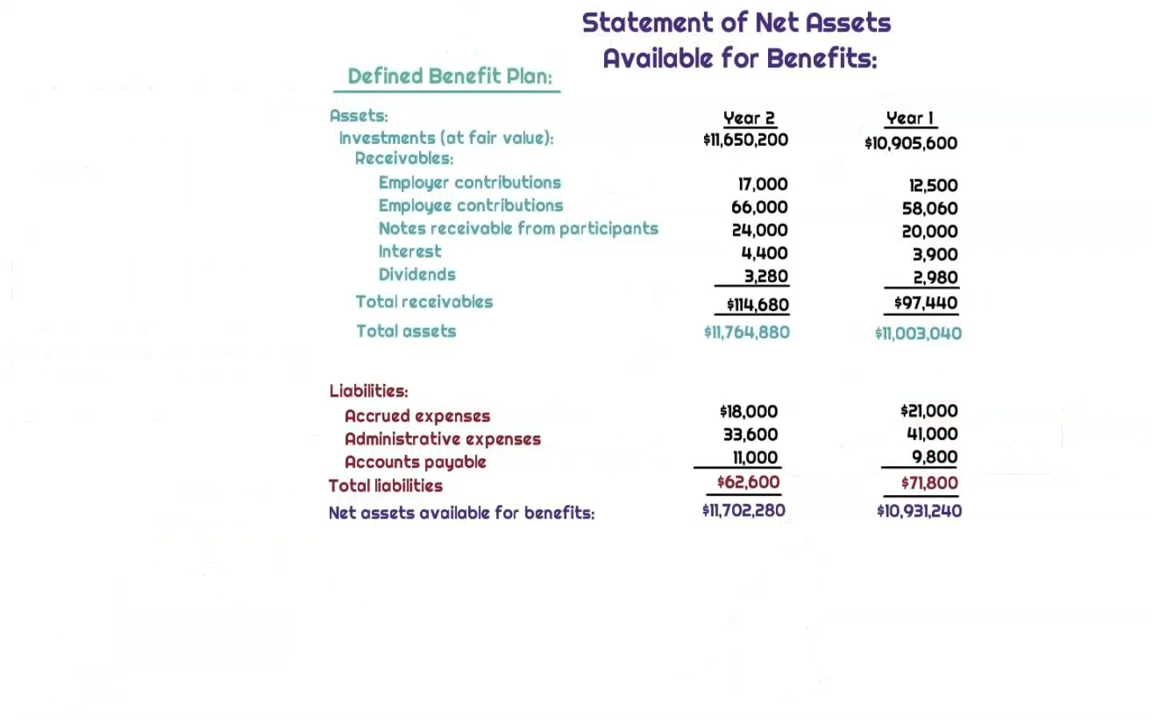 Statement of Net Assets
Available for Benefits:
Defined Benefit Plan:
Assets: Year 2 Year 1
Investments (at fair value): $11,650,200 $10,905,600
Receivables:
Employer contributions 17,000 12,500
Employee contributions 66,000 58,060
Notes receivable from participants 24,000 20,000
Interest 4,400 3,900
Dividends 3,280 2,980
Total receivables $114,680 $97,440
Total assets $11,764,880 $11,003,040
Liabilities:
Accrued expenses $18,000 $21,000
Administrative expenses 33,600 41,000
Accounts payable 11,000 9,800
Total liabilities $62,600 $71,800
Net assets available for benefits: $11,702,280 $10,931,240